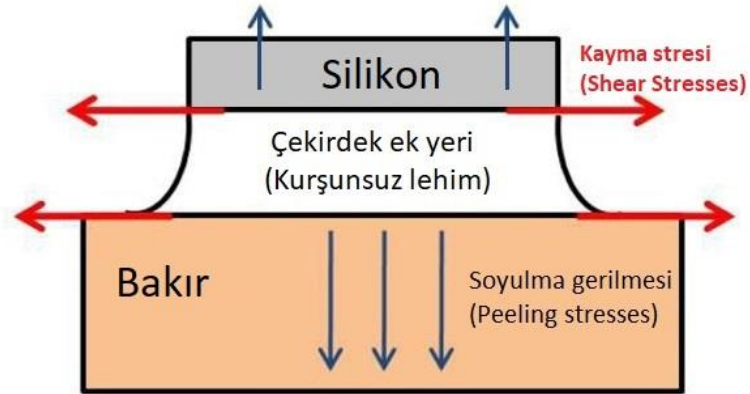 Silikon
Kayma stresi
(Shear Stresses)
Çekirdek ek yeri
(Kurşunsuz lehim)
Bakır
Soyulma gerilmesi
(Peeling stresses)